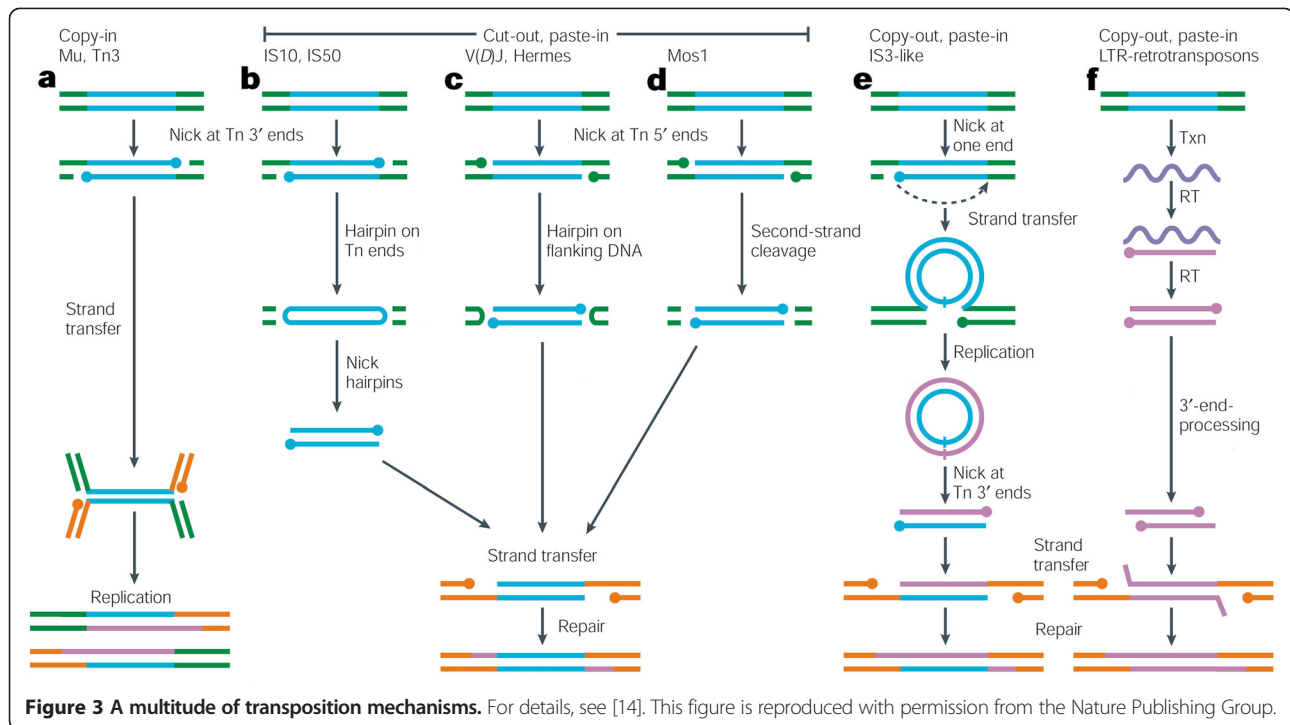 Copy-in
Mu, Tn3
Cut-out, paste-in
IS10, IS50
V(D)J, Hermes
Mos1
Copy-out, paste-in
IS3-like
Copy-out, paste-in
LTR-retrotransposons
a
b
c
d
e
f
Nick at Tn 3′ ends
Nick at Tn 5′ ends
Nick at
one end
Txn
RT
Strand transfer
Hairpin on
Tn ends
Hairpin on
flanking DNA
Second-strand
cleavage
RT
Strand
transfer
Replication
Nick
hairpins
3′-end-
processing
Nick at
Tn 3′ ends
Strand transfer
Strand
transfer
Replication
Repair
Repair
Figure 3 A multitude of transposition mechanisms. For details, see [14]. This figure is reproduced with permission from the Nature Publishing Group.